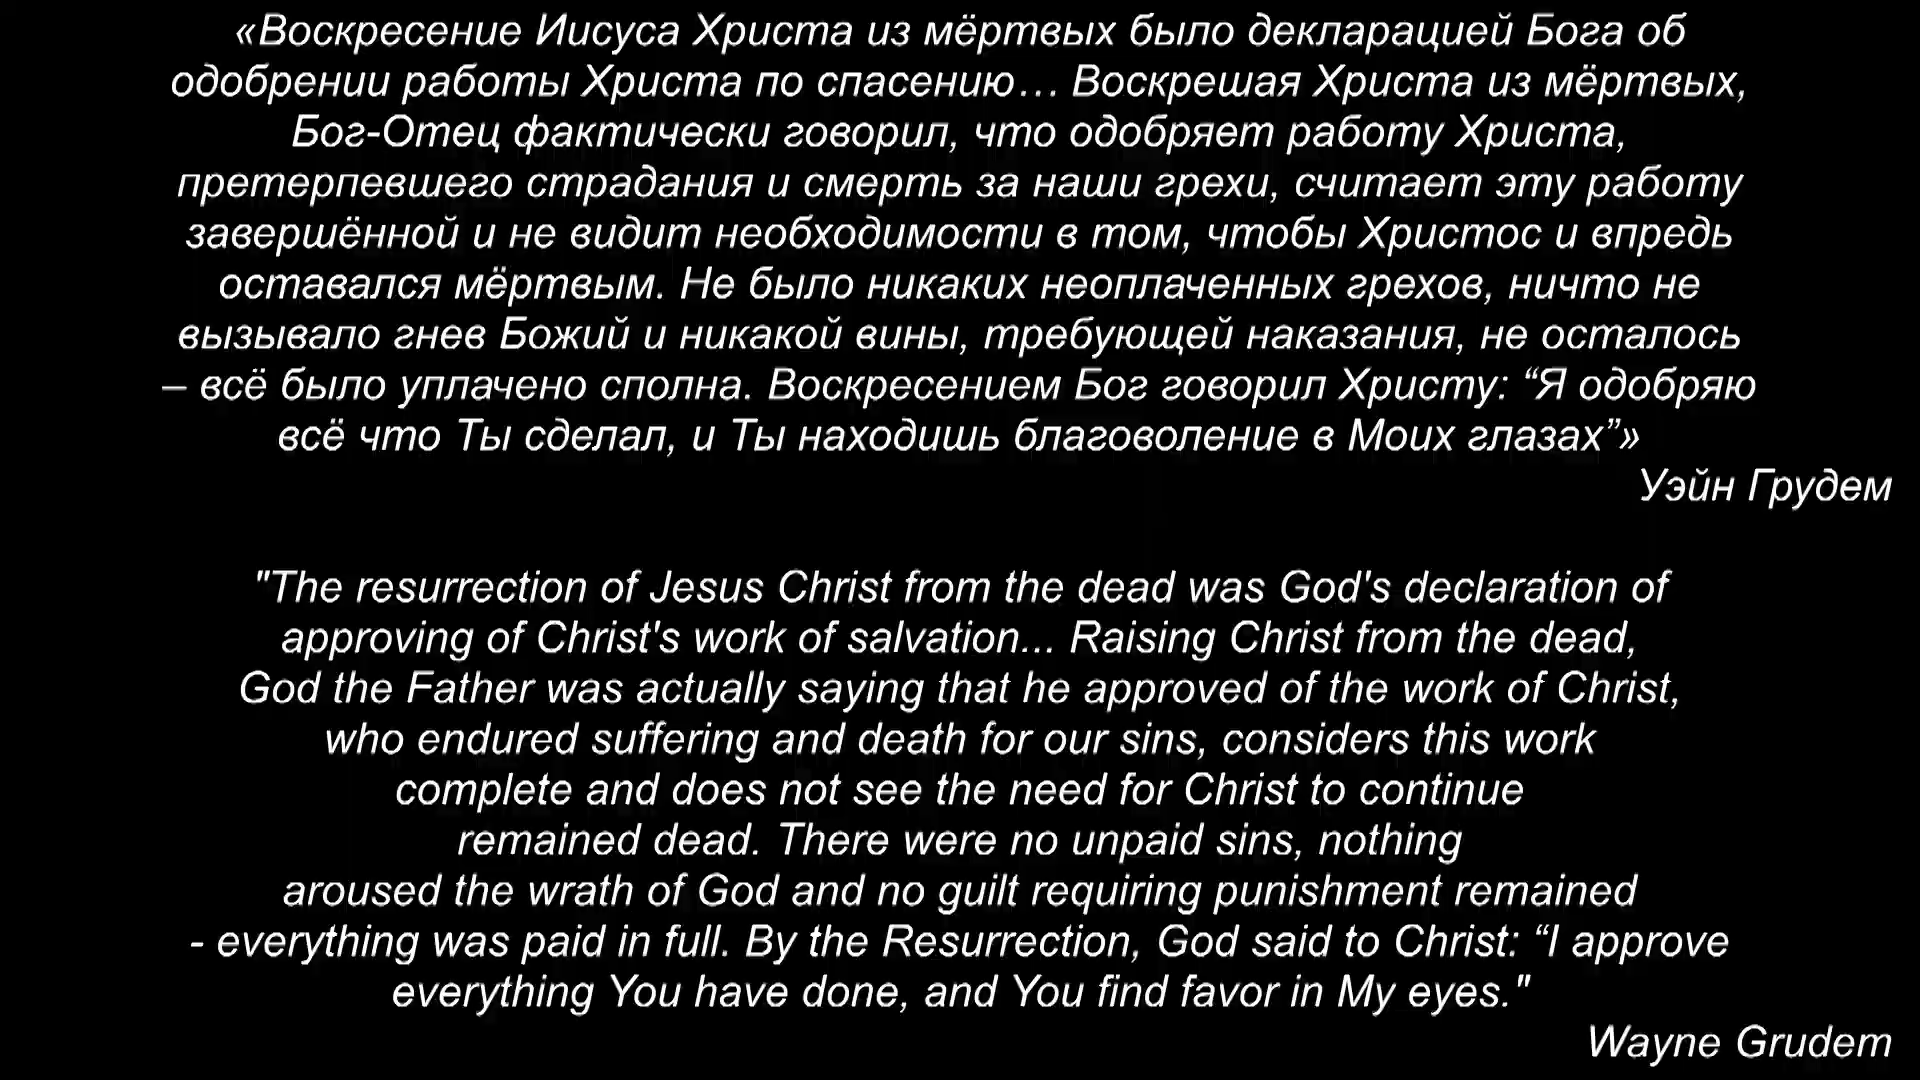 «Воскресение Иисуса Христа из мёртвых было декларацией Бога об
одобрении работы Христа по спасению… Воскрешая Христа из мёртвых,
Бог-Отец фактически говорил, что одобряет работу Христа,
претерпевшего страдания и смерть за наши грехи, считает эту работу
завершённой и не видит необходимости в том, чтобы Христос и впредь
оставался мёртвым. Не было никаких неоплаченных грехов, ничто не
вызывало гнев Божий и никакой вины, требующей наказания, не осталось
– всё было уплачено сполна. Воскресением Бог говорил Христу: “Я одобряю
всё что Ты сделал, и Ты находишь благоволение в Моих глазах”»
Уэйн Грудем
"The resurrection of Jesus Christ from the dead was God's declaration of
approving of Christ's work of salvation... Raising Christ from the dead,
God the Father was actually saying that he approved of the work of Christ,
who endured suffering and death for our sins, considers this work
complete and does not see the need for Christ to continue
remained dead. There were no unpaid sins, nothing
aroused the wrath of God and no guilt requiring punishment remained
- everything was paid in full. By the Resurrection, God said to Christ: “I approve
everything You have done, and You find favor in My eyes."
Wayne Grudem